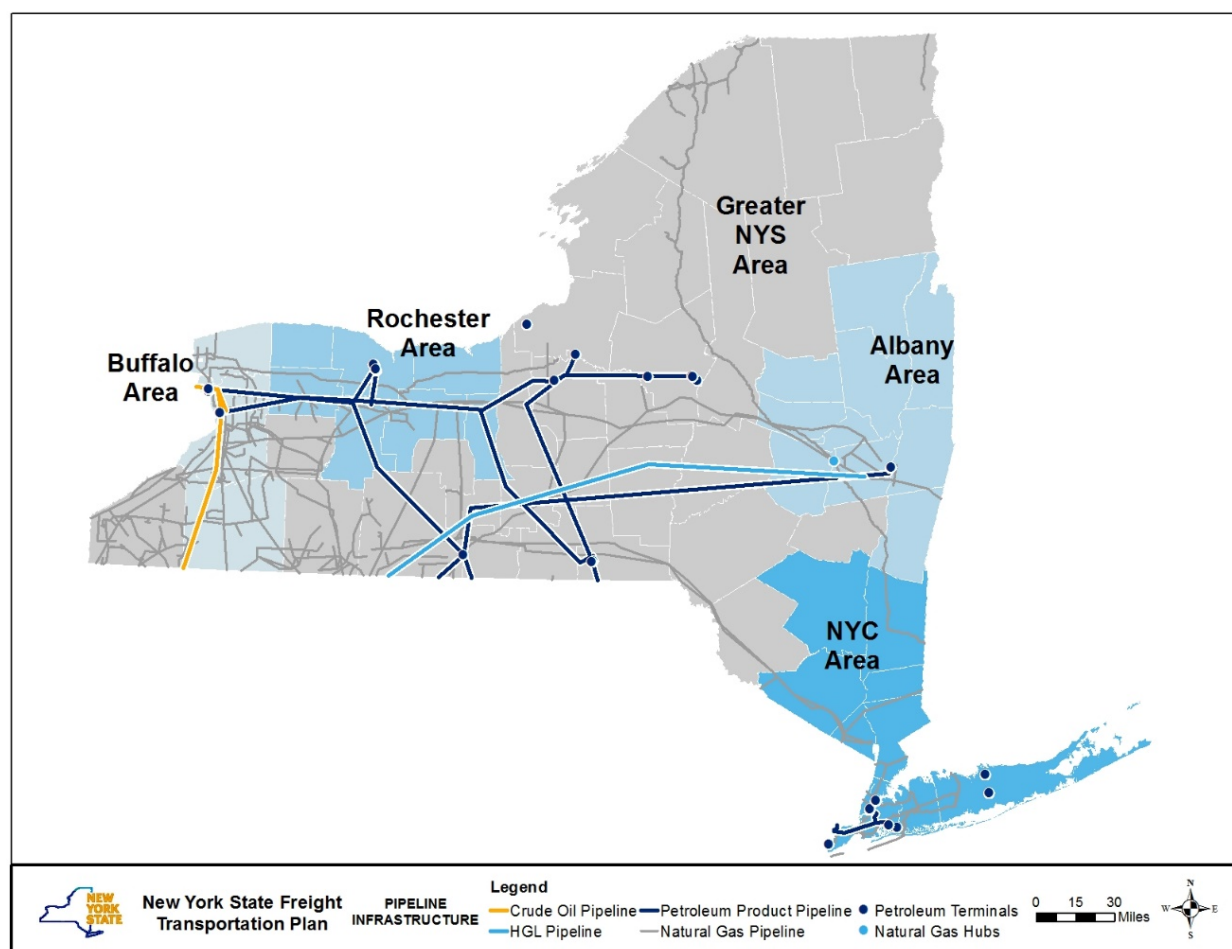 Greater
NYS
Area
Rochester
Area
Buffalo
Area
Albany
Area
NYC
Area
NEW
YORK
STATE
New York State Freight
Transportation Plan
PIPELINE
INFRASTRUCTURE
Legend
Crude Oil Pipeline Petroleum Product Pipeline Petroleum Terminals
HGL Pipeline Natural Gas Pipeline Natural Gas Hubs
0 15 30
Miles
N
W E
S